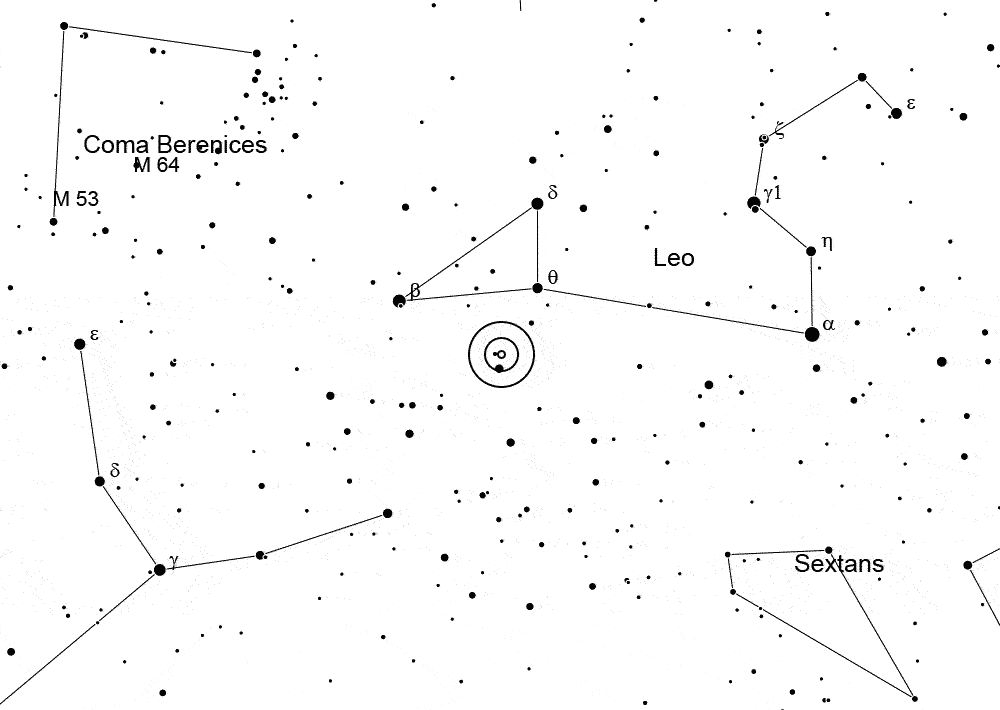 ε
ζ
Coma Berenices
M 64
δ
γ1
M 53
η
Leo
θ
β
α
ε
δ
γ
Sextans